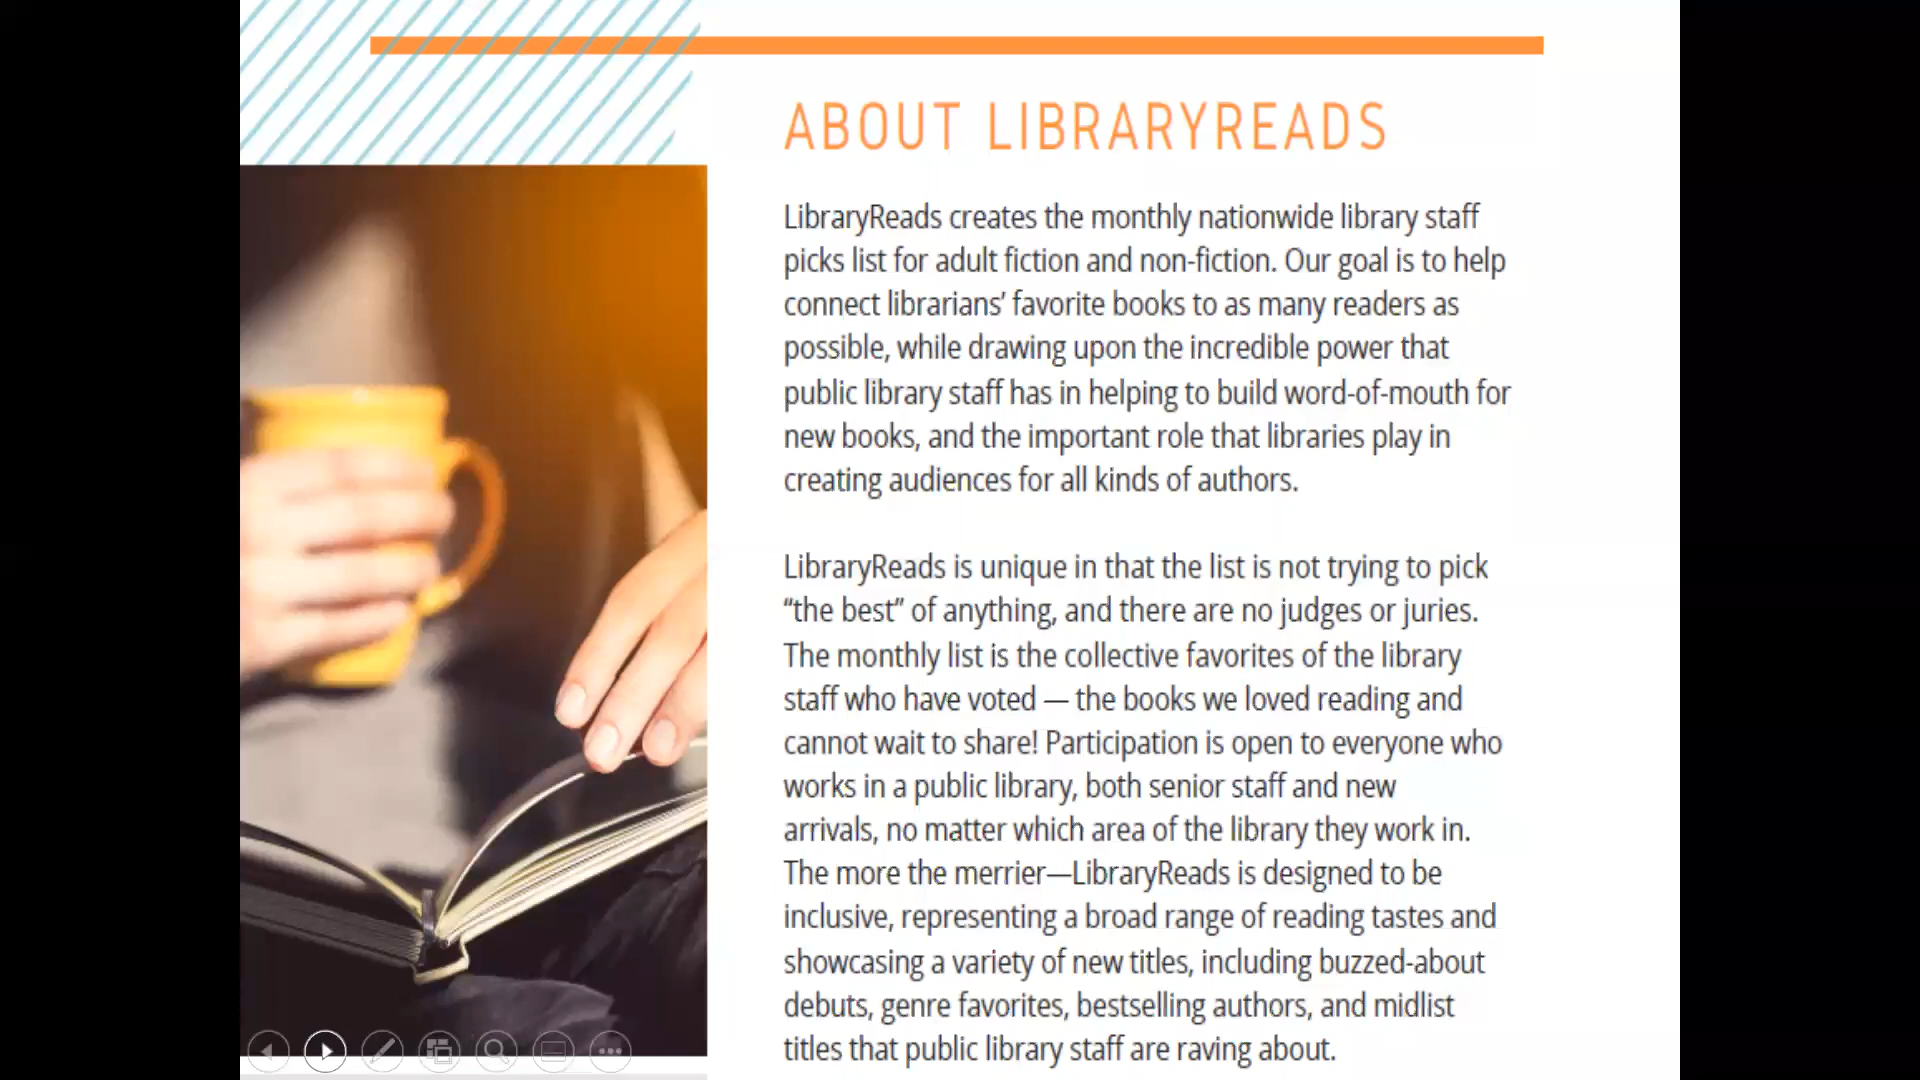 ABOUT LIBRARYREADS
LibraryReads creates the monthly nationwide library staff
picks list for adult fiction and non-fiction. Our goal is to help
connect librarians’ favorite books to as many readers as
possible, while drawing upon the incredible power that
public library staff has in helping to build word-of-mouth for
new books, and the important role that libraries play in
creating audiences for all kinds of authors.
LibraryReads is unique in that the list is not trying to pick
“the best” of anything, and there are no judges or juries.
The monthly list is the collective favorites of the library
staff who have voted — the books we loved reading and
cannot wait to share! Participation is open to everyone who
works in a public library, both senior staff and new
arrivals, no matter which area of the library they work in.
The more the merrier—LibraryReads is designed to be
inclusive, representing a broad range of reading tastes and
showcasing a variety of new titles, including buzzed-about
debuts, genre favorites, bestselling authors, and midlist
titles that public library staff are raving about.